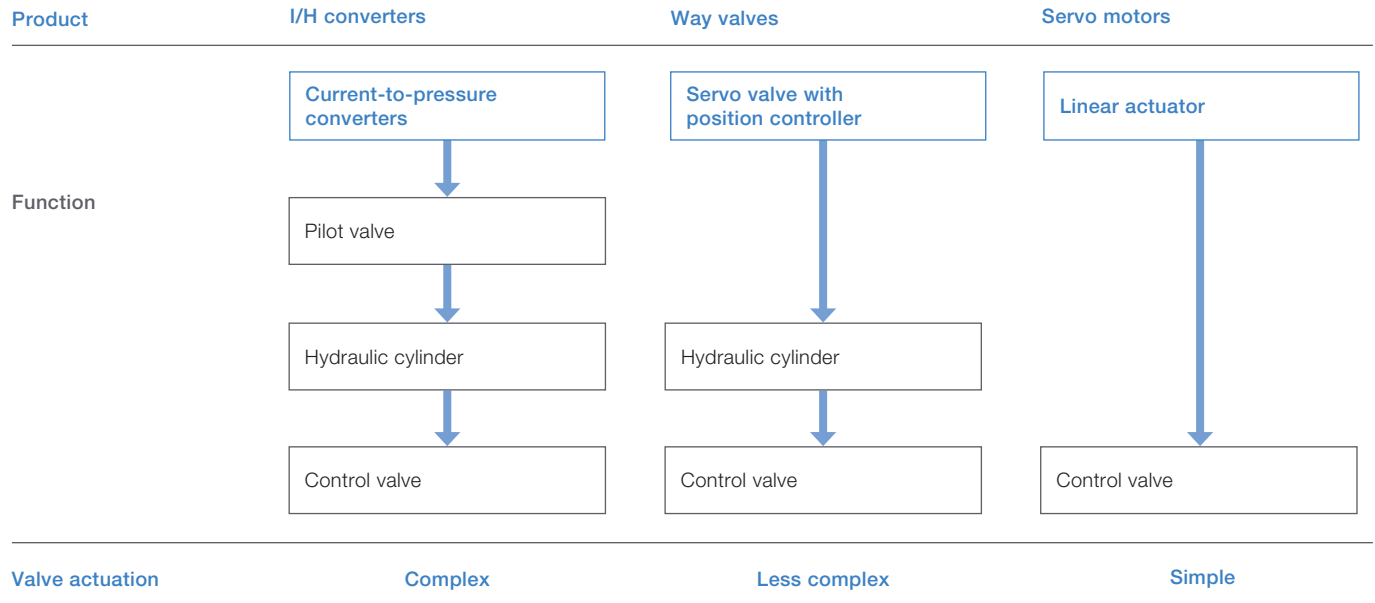 Product
I/H converters
Way valves
Servo motors
Current-to-pressure
converters
Servo valve with
position controller
Linear actuator
Function
Pilot valve
Hydraulic cylinder
Hydraulic cylinder
Control valve
Control valve
Control valve
Valve actuation
Complex
Less complex
Simple